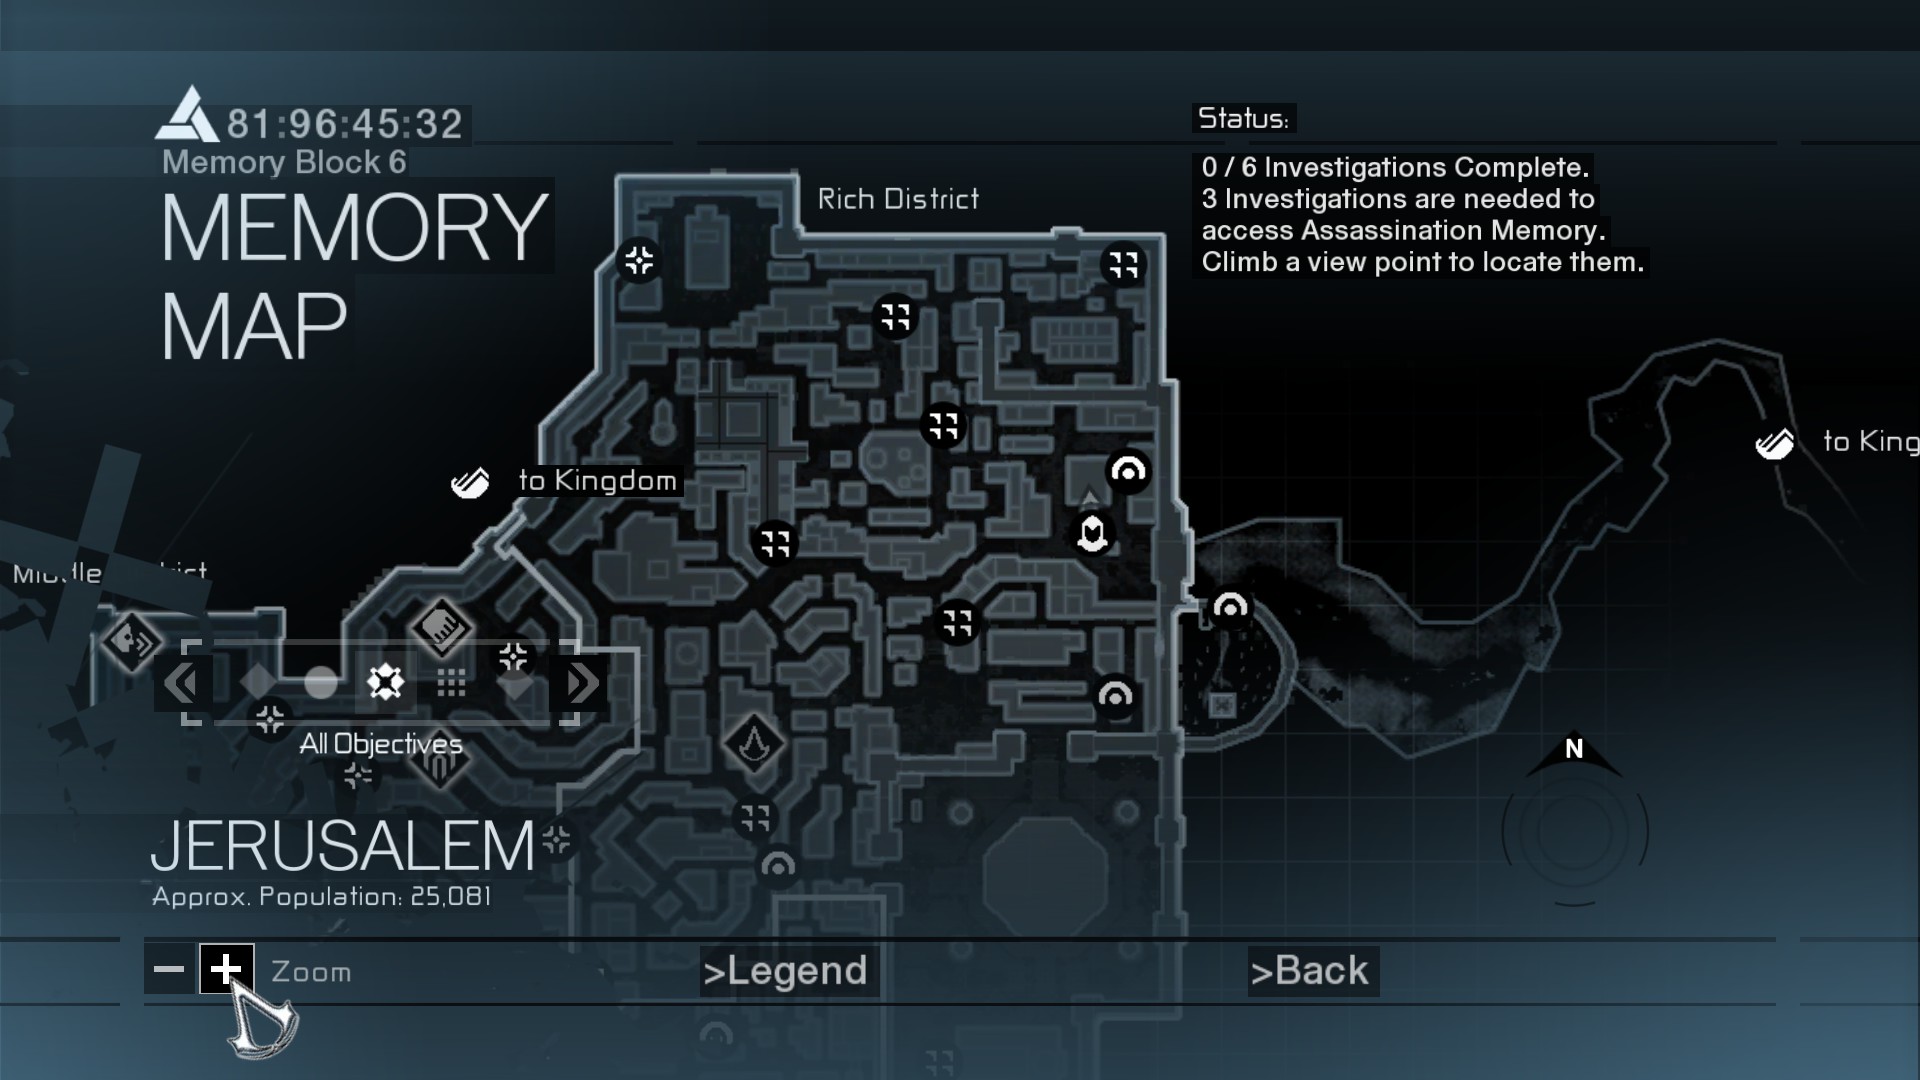 81:96:45:32
Memory Block 6
MEMORY
MAP
Rich District
Status:
0 / 6 Investigations Complete.
3 Investigations are needed to
access Assassination Memory.
Climb a view point to locate them.
to Kingdom
to King
All Objectives
N
JERUSALEM
Approx. Population: 25,081
Zoom
>Legend
>Back